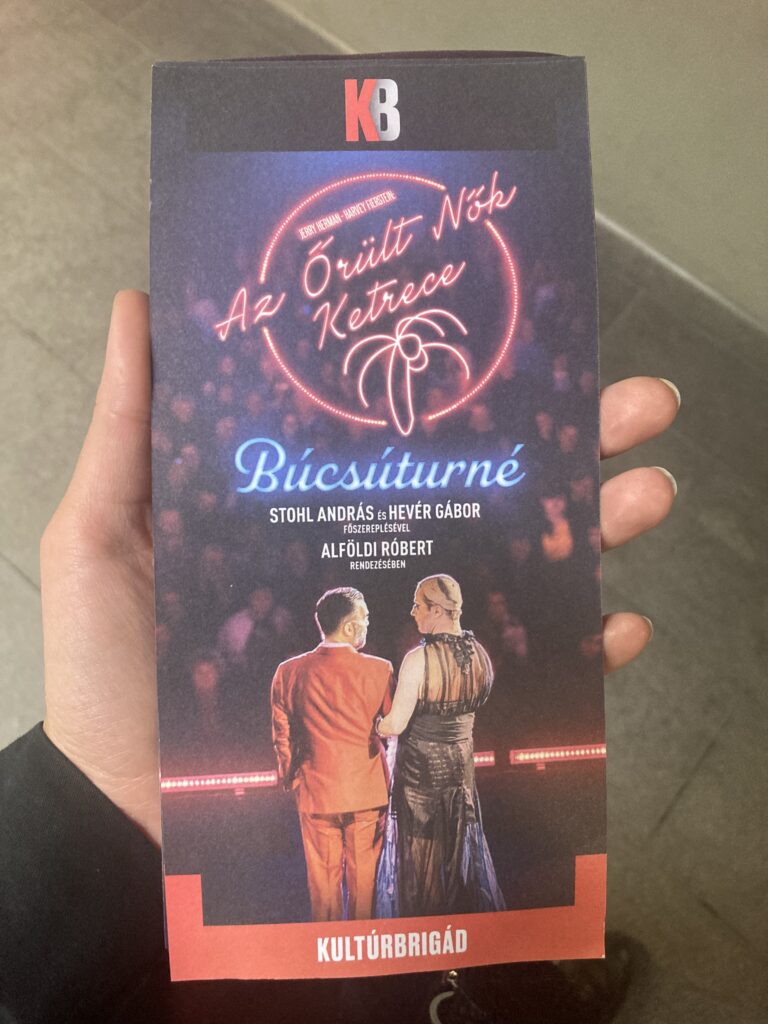 KB
JERRY HERMAN - HARVEY FIERSTEIN:
Az Őrült Nők
Ketrece
Búcsúturné
STOHL ANDRÁS és HEVÉR GÁBOR
FŐSZEREPLÉSÉVEL
ALFÖLDI RÓBERT
RENDEZÉSÉBEN
KULTÚRBRIGÁD